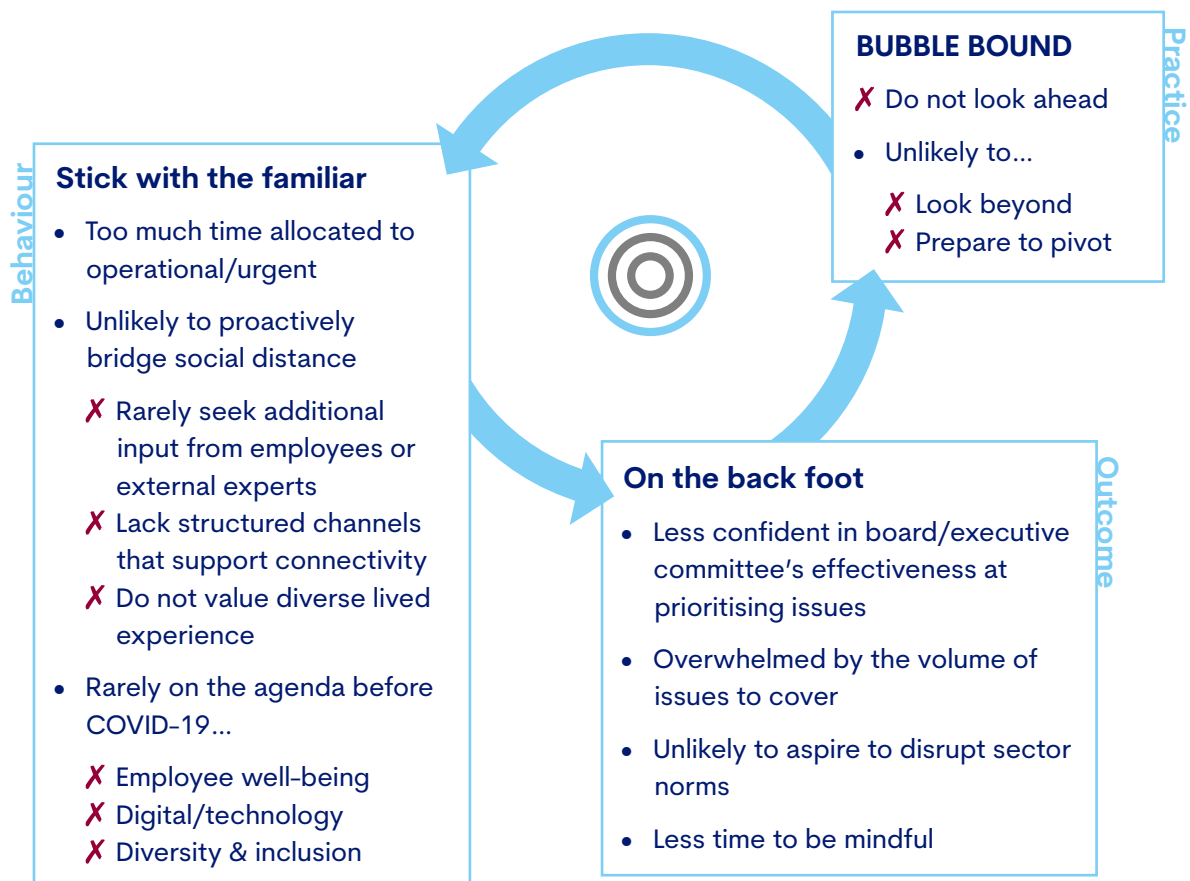 Practice
BUBBLE BOUND
✗ Do not look ahead
• Unlikely to...
✗ Look beyond
✗ Prepare to pivot
Behaviour
Stick with the familiar
• Too much time allocated to
operational/urgent
• Unlikely to proactively
bridge social distance
✗ Rarely seek additional
input from employees or
external experts
✗ Lack structured channels
that support connectivity
✗ Do not value diverse lived
experience
• Rarely on the agenda before
COVID-19...
✗ Employee well-being
✗ Digital/technology
✗ Diversity & inclusion
Outcome
On the back foot
• Less confident in board/executive
committee's effectiveness at
prioritising issues
• Overwhelmed by the volume of
issues to cover
• Unlikely to aspire to disrupt sector
norms
• Less time to be mindful